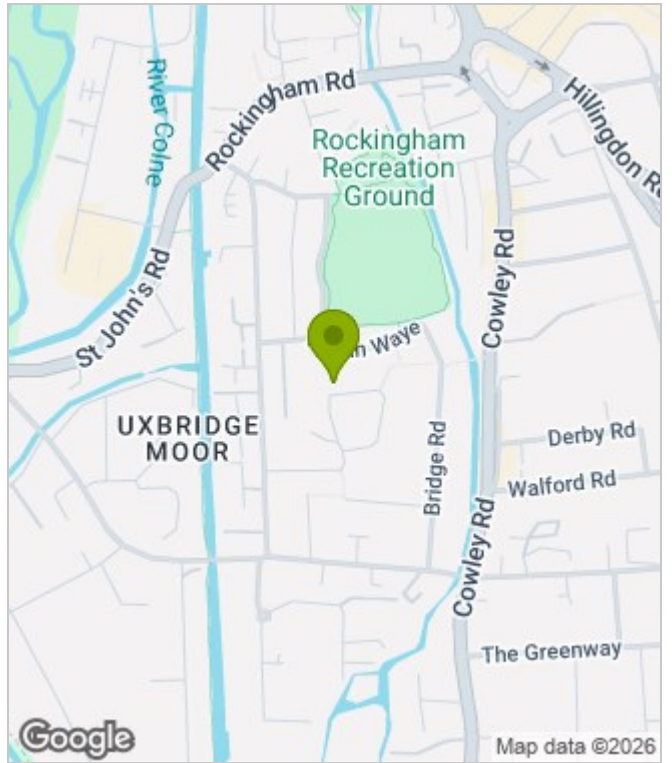 River Colne
Rockingham Rd
Hillingdon
Rockingham
Recreation
Ground
St John's Rd
Cowley Rd
Waye
UXBRIDGE
MOOR
Bridge Rd
Derby Rd
Walford Rd
Cowley Rd
The Greenway
Google
Map data ©2026